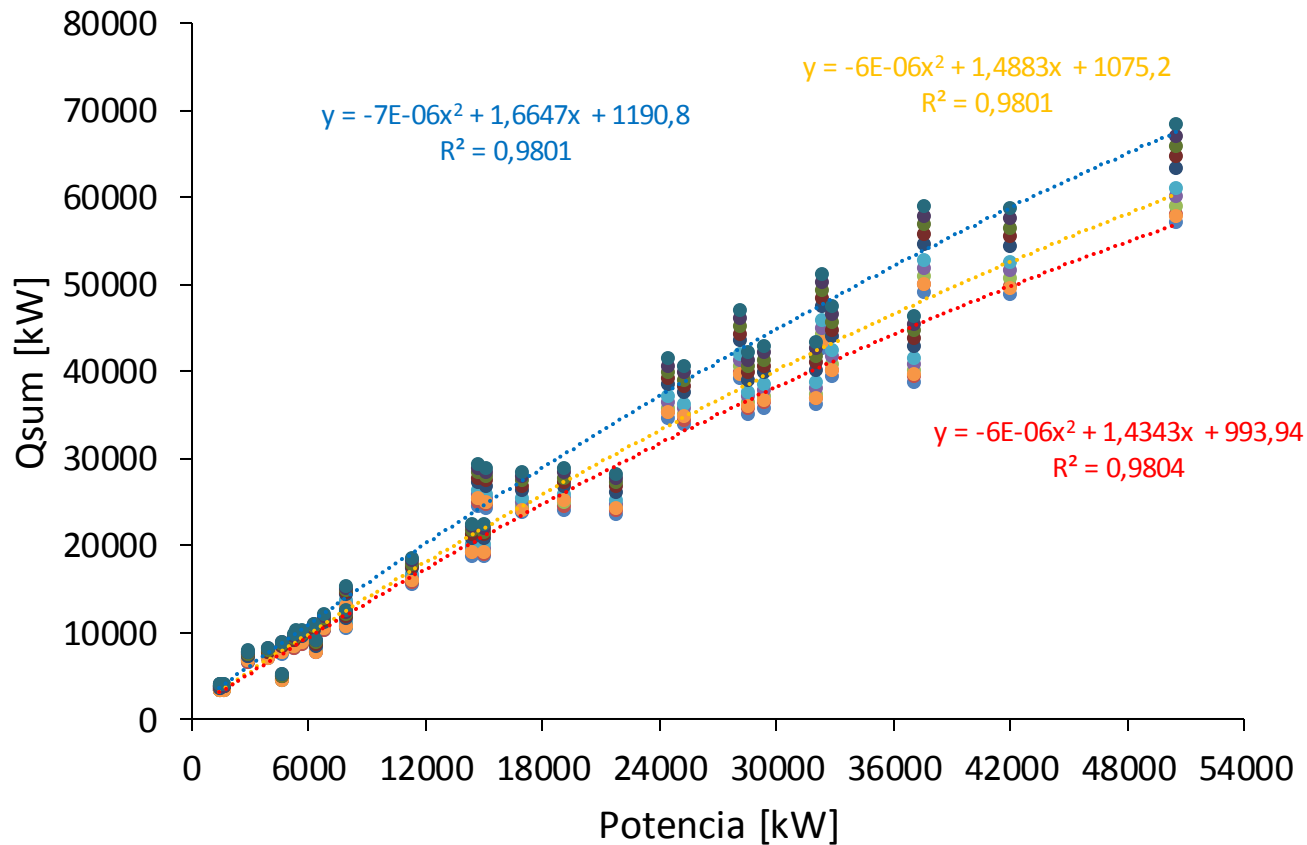 80000
70000
60000
50000
40000
30000
20000
10000
0
Qsum [kW]
y = -7E-06x² + 1,6647x + 1190,8
R² = 0,9801
y = -6E-06x² + 1,4883x + 1075,2
R² = 0,9801
y = -6E-06x² + 1,4343x + 993,94
R² = 0,9804
0 6000 12000 18000 24000 30000 36000 42000 48000 54000
Potencia [kW]